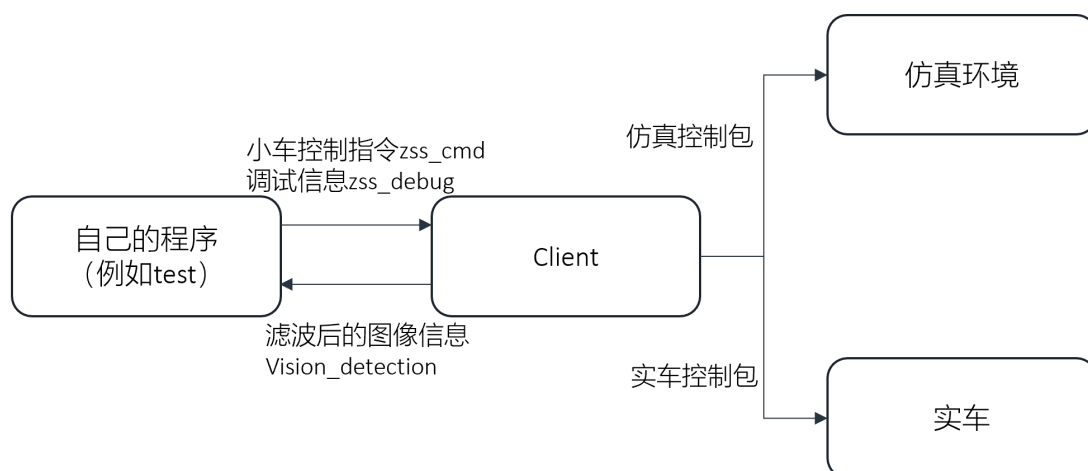 仿真环境
仿真控制包
小车控制指令zss_cmd
调试信息zss_debug
自己的程序
（例如test）
Client
滤波后的图像信息
Vision_detection
实车控制包
实车